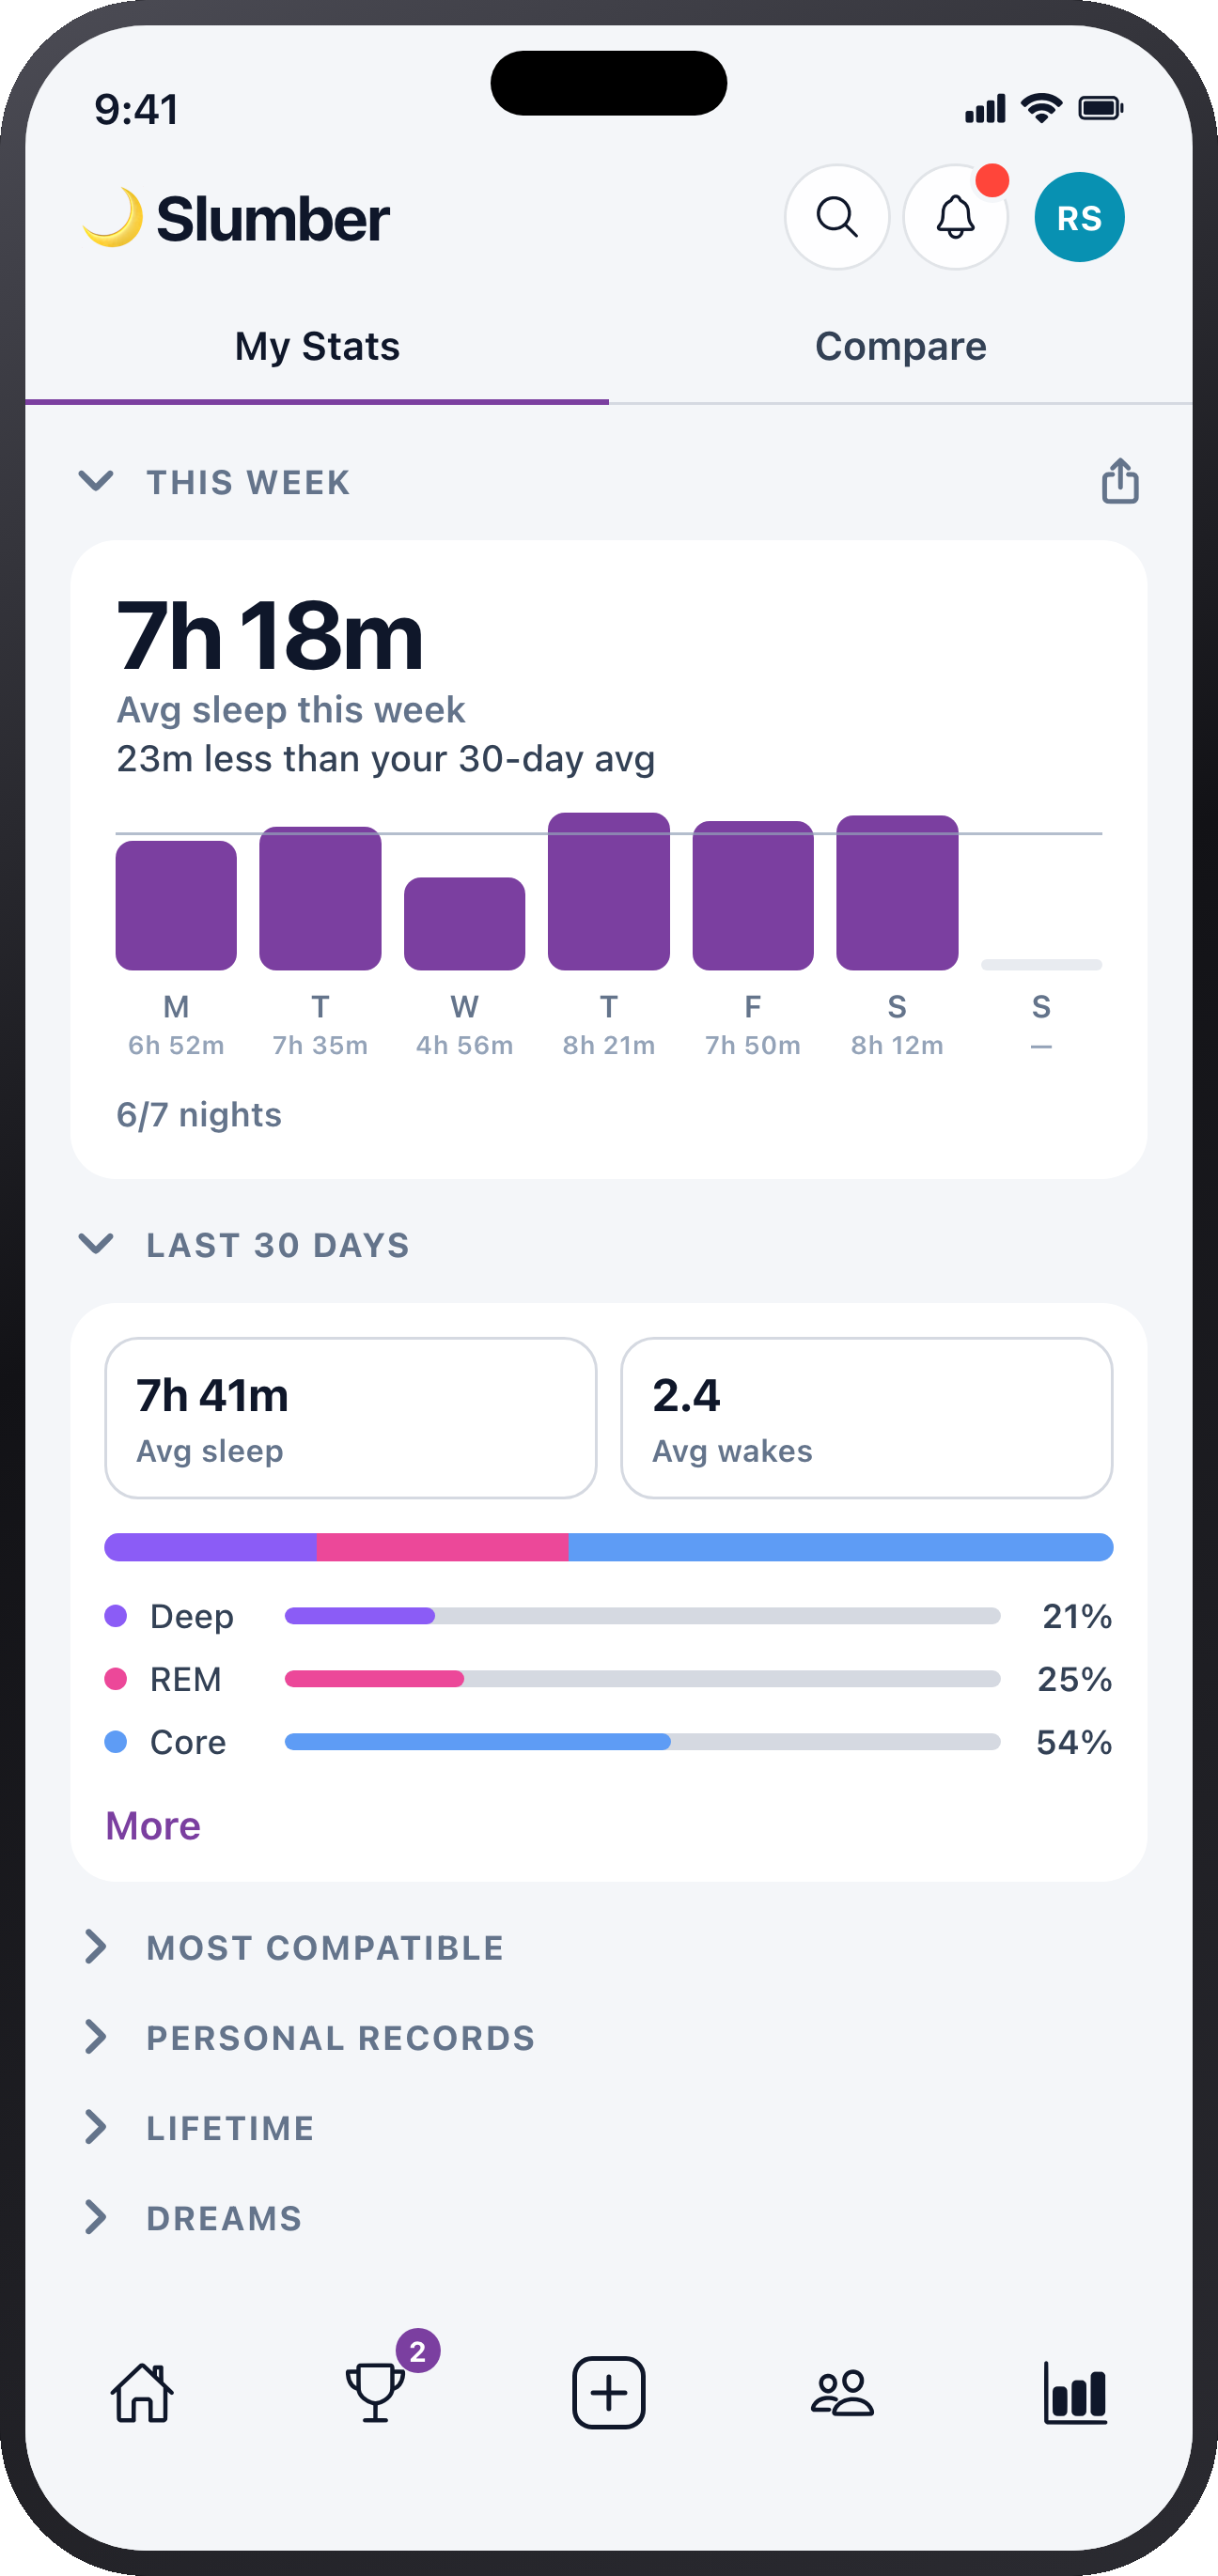 9:41
🌙 Slumber
RS
My Stats
Compare
THIS WEEK
7h 18m
Avg sleep this week
23m less than your 30-day avg
M T W T F S S
6h 52m 7h 35m 4h 56m 8h 21m 7h 50m 8h 12m —
6/7 nights
LAST 30 DAYS
7h 41m
Avg sleep
2.4
Avg wakes
Deep 21%
REM 25%
Core 54%
More
MOST COMPATIBLE
PERSONAL RECORDS
LIFETIME
DREAMS
2